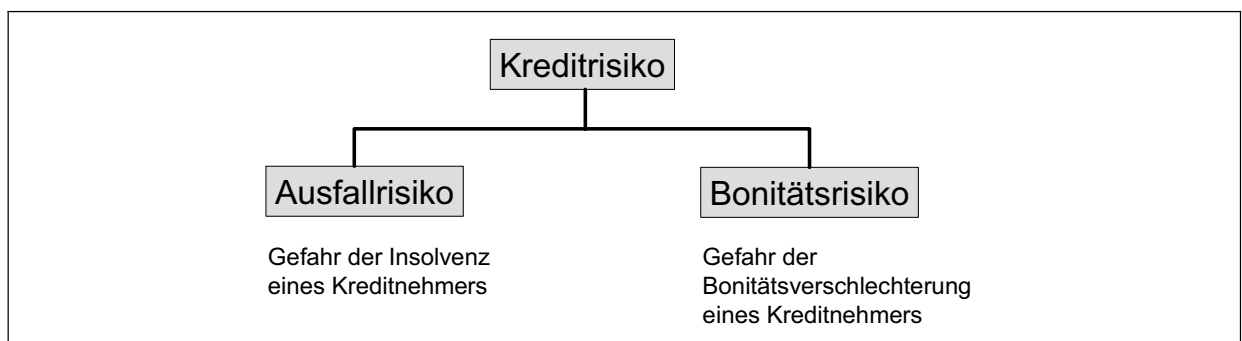 Kreditrisiko
Ausfallrisiko
Gefahr der Insolvenz
eines Kreditnehmers
Bonitätsrisiko
Gefahr der
Bonitätsverschlechterung
eines Kreditnehmers